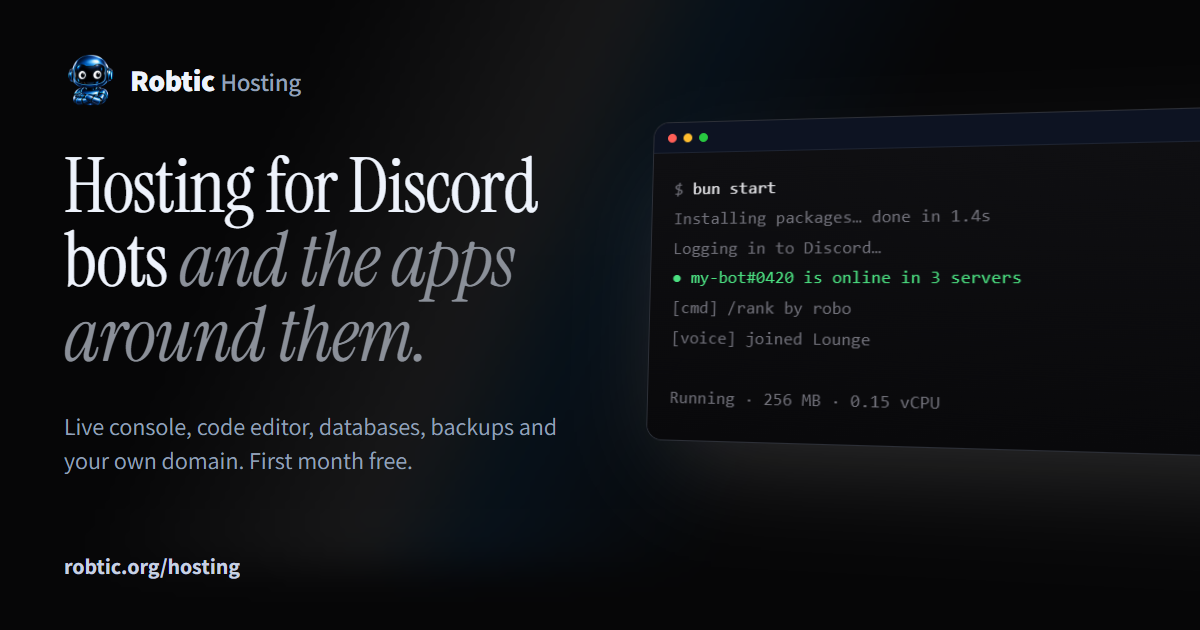 Robtic Hosting
Hosting for Discord
bots and the apps
around them.
Live console, code editor, databases, backups and
your own domain. First month free.
robtic.org/hosting
$ bun start
Installing packages… done in 1.4s
Logging in to Discord…
● my-bot#0420 is online in 3 servers
[cmd] /rank by robo
[voice] joined Lounge
Running · 256 MB · 0.15 vCPU